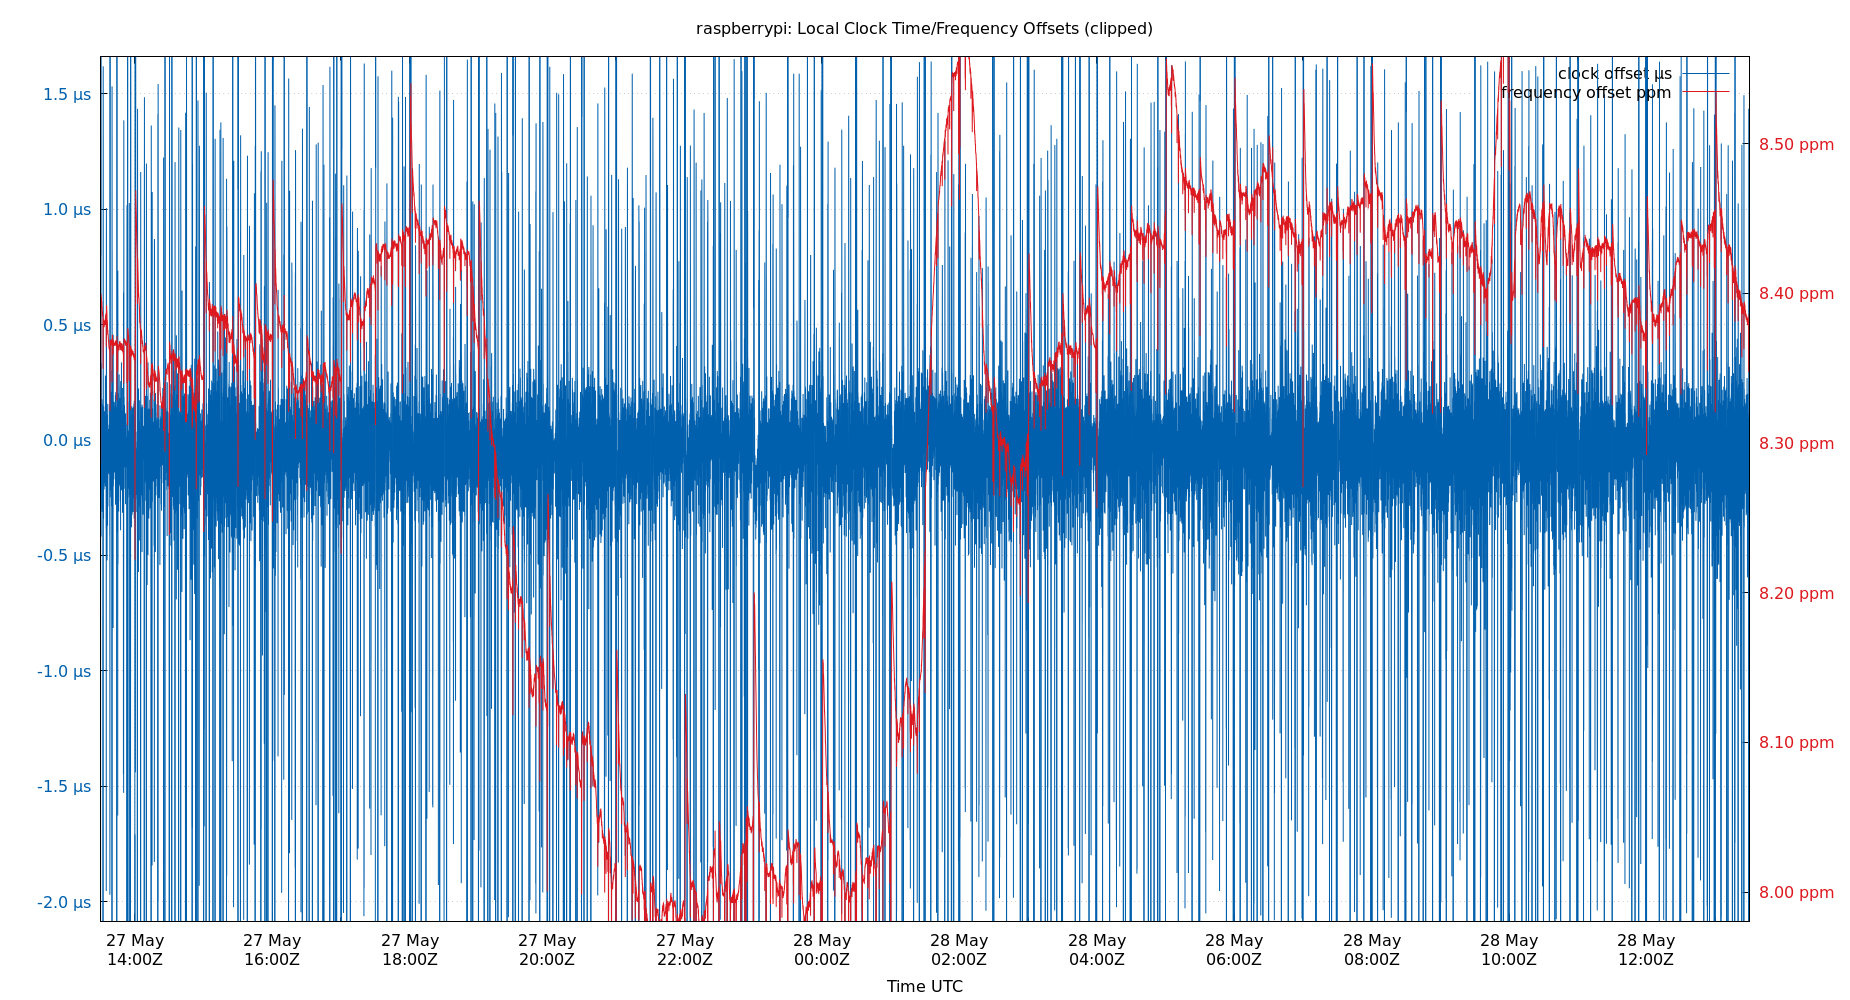 raspberrypi: Local Clock Time/Frequency Offsets (clipped)
clock offset µs
frequency offset ppm
1.5 µs
1.0 µs
0.5 µs
0.0 µs
-0.5 µs
-1.0 µs
-1.5 µs
-2.0 µs
8.50 ppm
8.40 ppm
8.30 ppm
8.20 ppm
8.10 ppm
8.00 ppm
27 May
14:00Z
27 May
16:00Z
27 May
18:00Z
27 May
20:00Z
27 May
22:00Z
28 May
00:00Z
28 May
02:00Z
28 May
04:00Z
28 May
06:00Z
28 May
08:00Z
28 May
10:00Z
28 May
12:00Z
Time UTC